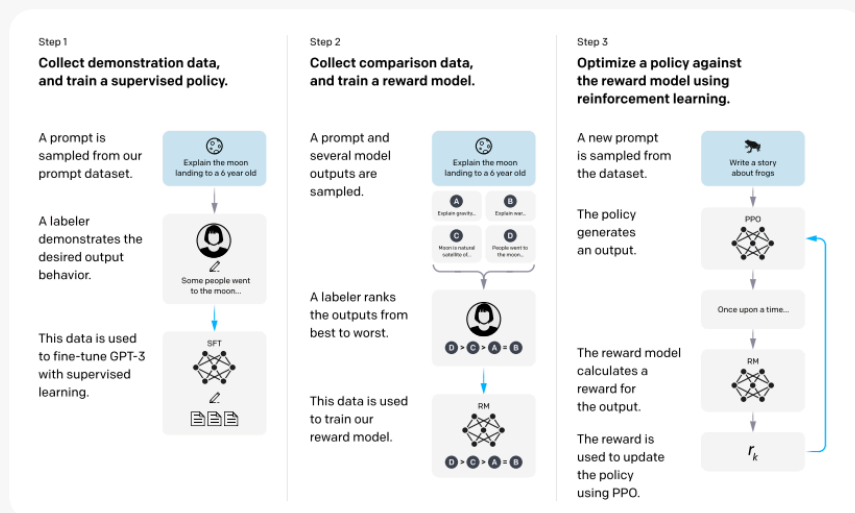 Step 1
Collect demonstration data,
and train a supervised policy.
A prompt is
sampled from our
prompt dataset.
Explain the moon
landing to a 6 year old
A labeler
demonstrates the
desired output
behavior.
Some people went
to the moon...
This data is used
to fine-tune GPT-3
with supervised
learning.
SFT
Step 2
Collect comparison data,
and train a reward model.
A prompt and
several model
outputs are
sampled.
Explain the moon
landing to a 6 year old
A
Explain gravity...
B
Explain war...
C
Moon is natural
satellite of...
D
People went to
the moon...
A labeler ranks
the outputs from
best to worst.
D > C > A = B
This data is used
to train our
reward model.
RM
D > C > A = B
Step 3
Optimize a policy against
the reward model using
reinforcement learning.
A new prompt
is sampled from
the dataset.
Write a story
about frogs
The policy
generates
an output.
PPO
Once upon a time...
The reward model
calculates a
reward for
the output.
RM
The reward is
used to update
the policy
using PPO.
rk